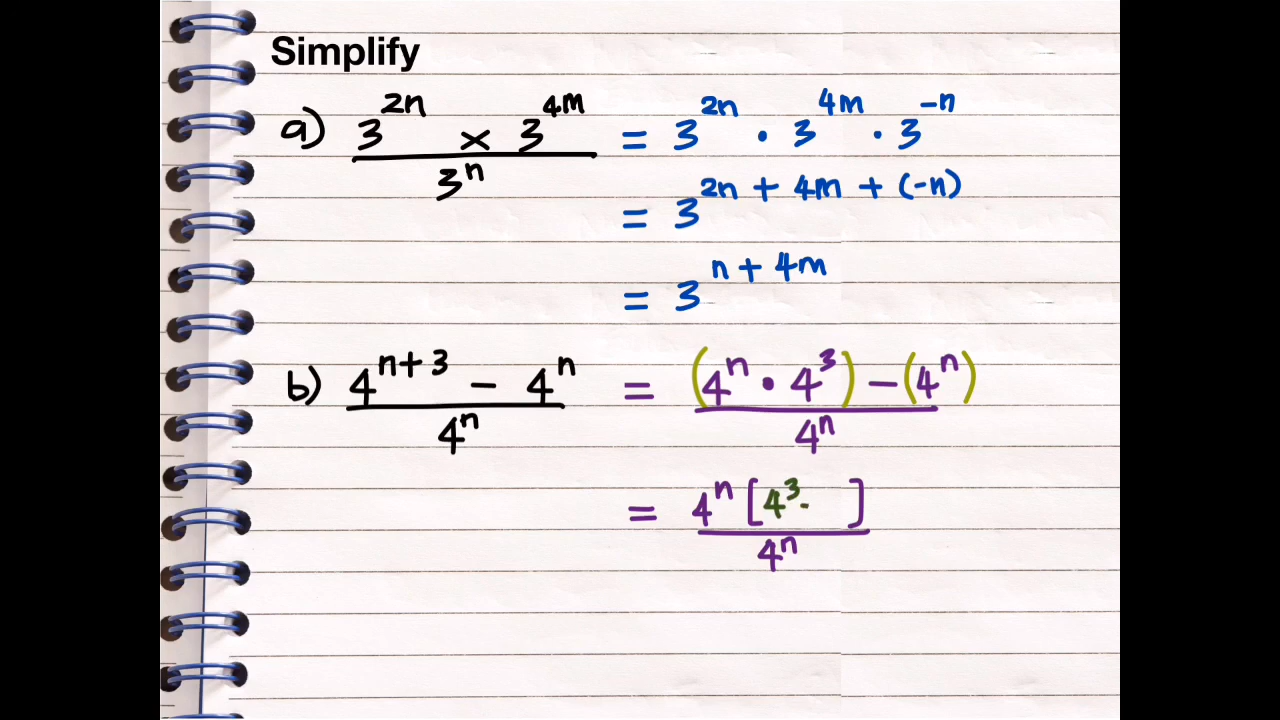 Simplify
a) 3^{2n} × 3^{4m} / 3^n = 3^{2n} · 3^{4m} · 3^{-n}
= 3^{2n + 4m + (-n)}
= 3^{n + 4m}
b) 4^{n+3} - 4^n / 4^n = (4^n · 4^3) - (4^n) / 4^n
= 4^n [4^3 - ] / 4^n